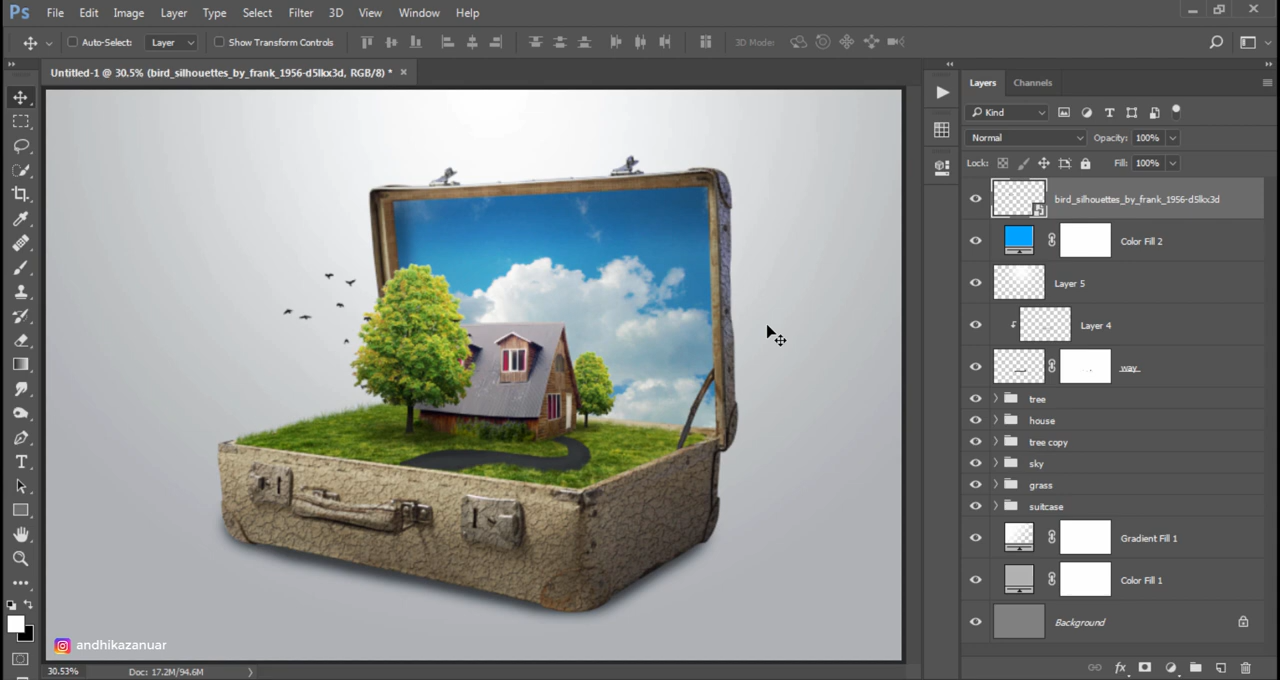 Ps File Edit Image Layer Type Select Filter 3D View Window Help
Auto-Select: Layer Show Transform Controls 3D Mode:
Untitled-1 @ 30.5% (bird_silhouettes_by_frank_1956-d5lkx3d, RGB/8) * ×
Layers Channels
Kind
Normal Opacity: 100%
Lock: Fill: 100%
bird_silhouettes_by_frank_1956-d5lkx3d
Color Fill 2
Layer 5
Layer 4
way
tree
house
tree copy
sky
grass
suitcase
Gradient Fill 1
Color Fill 1
Background
andhikazanuar
30.53% Doc: 17.2M/94.6M
fx